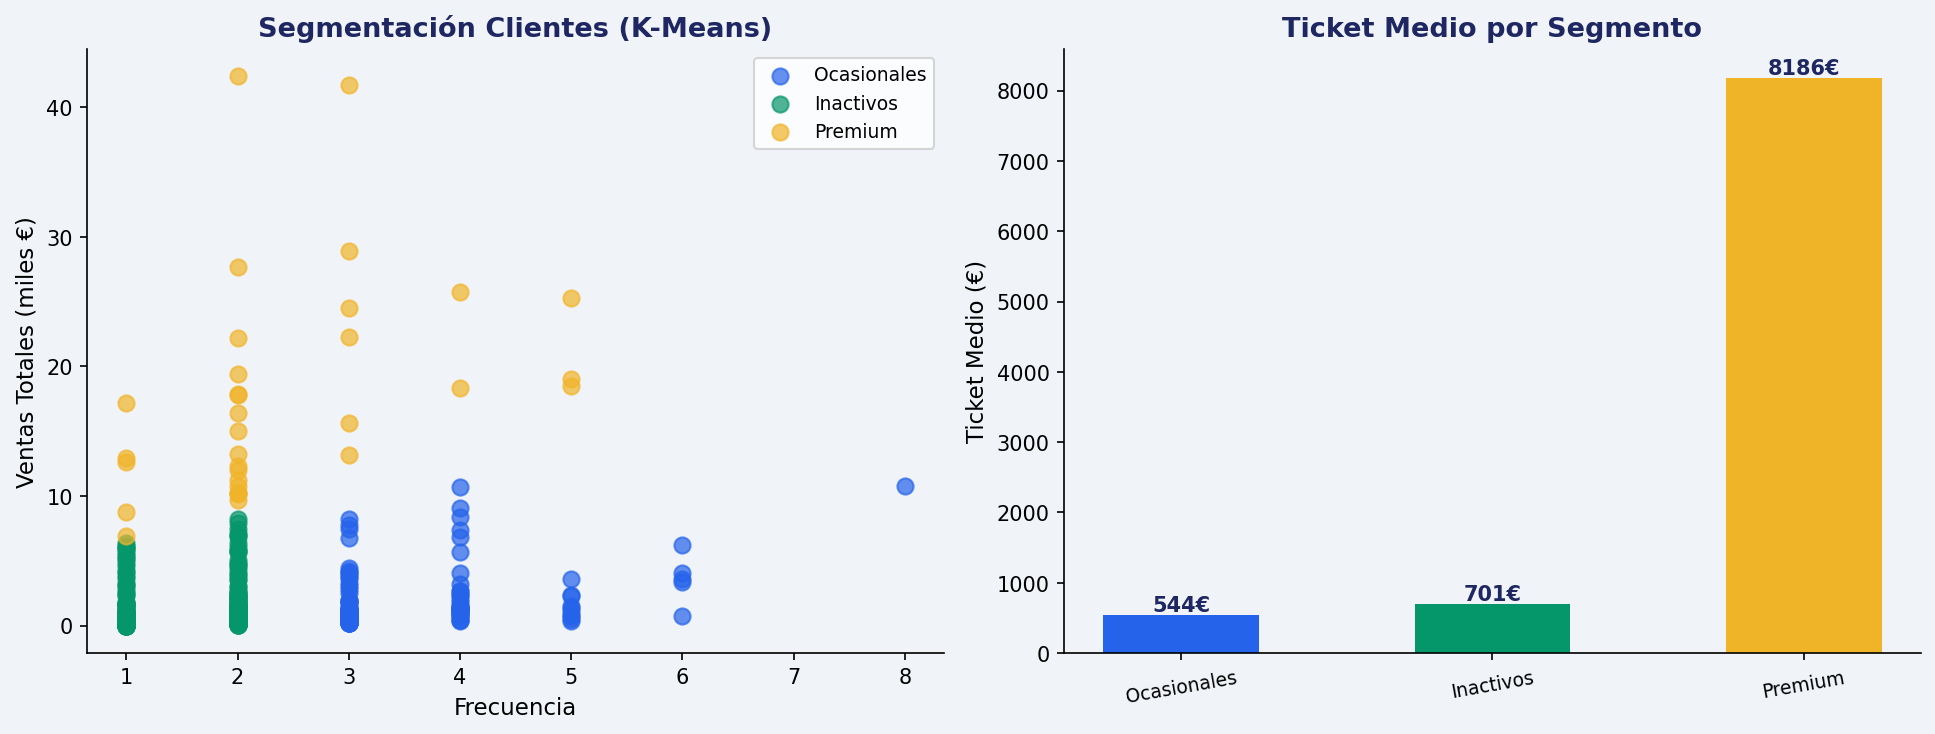 Segmentación Clientes (K-Means)
Ventas Totales (miles €)
40
30
20
10
0
1 2 3 4 5 6 7 8
Frecuencia
Ocasionales
Inactivos
Premium
Ticket Medio por Segmento
Ticket Medio (€)
8000
7000
6000
5000
4000
3000
2000
1000
0
544€
701€
8186€
Ocasionales Inactivos Premium